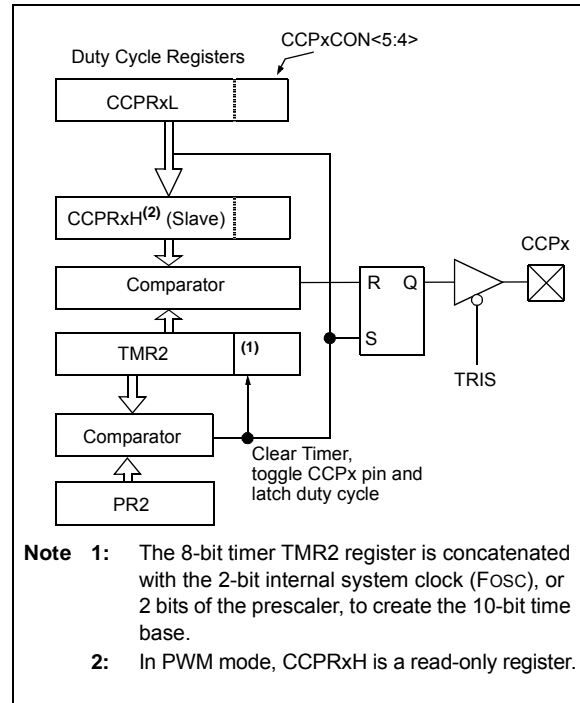 CCPxCON<5:4>
Duty Cycle Registers
CCPRxL
CCPRxH(2) (Slave)
CCPx
Comparator
R Q
TMR2
(1)
S
TRIS
Comparator
Clear Timer,
toggle CCPx pin and
latch duty cycle
PR2
Note 1: The 8-bit timer TMR2 register is concatenated
with the 2-bit internal system clock (FOSC), or
2 bits of the prescaler, to create the 10-bit time
base.
2: In PWM mode, CCPRxH is a read-only register.